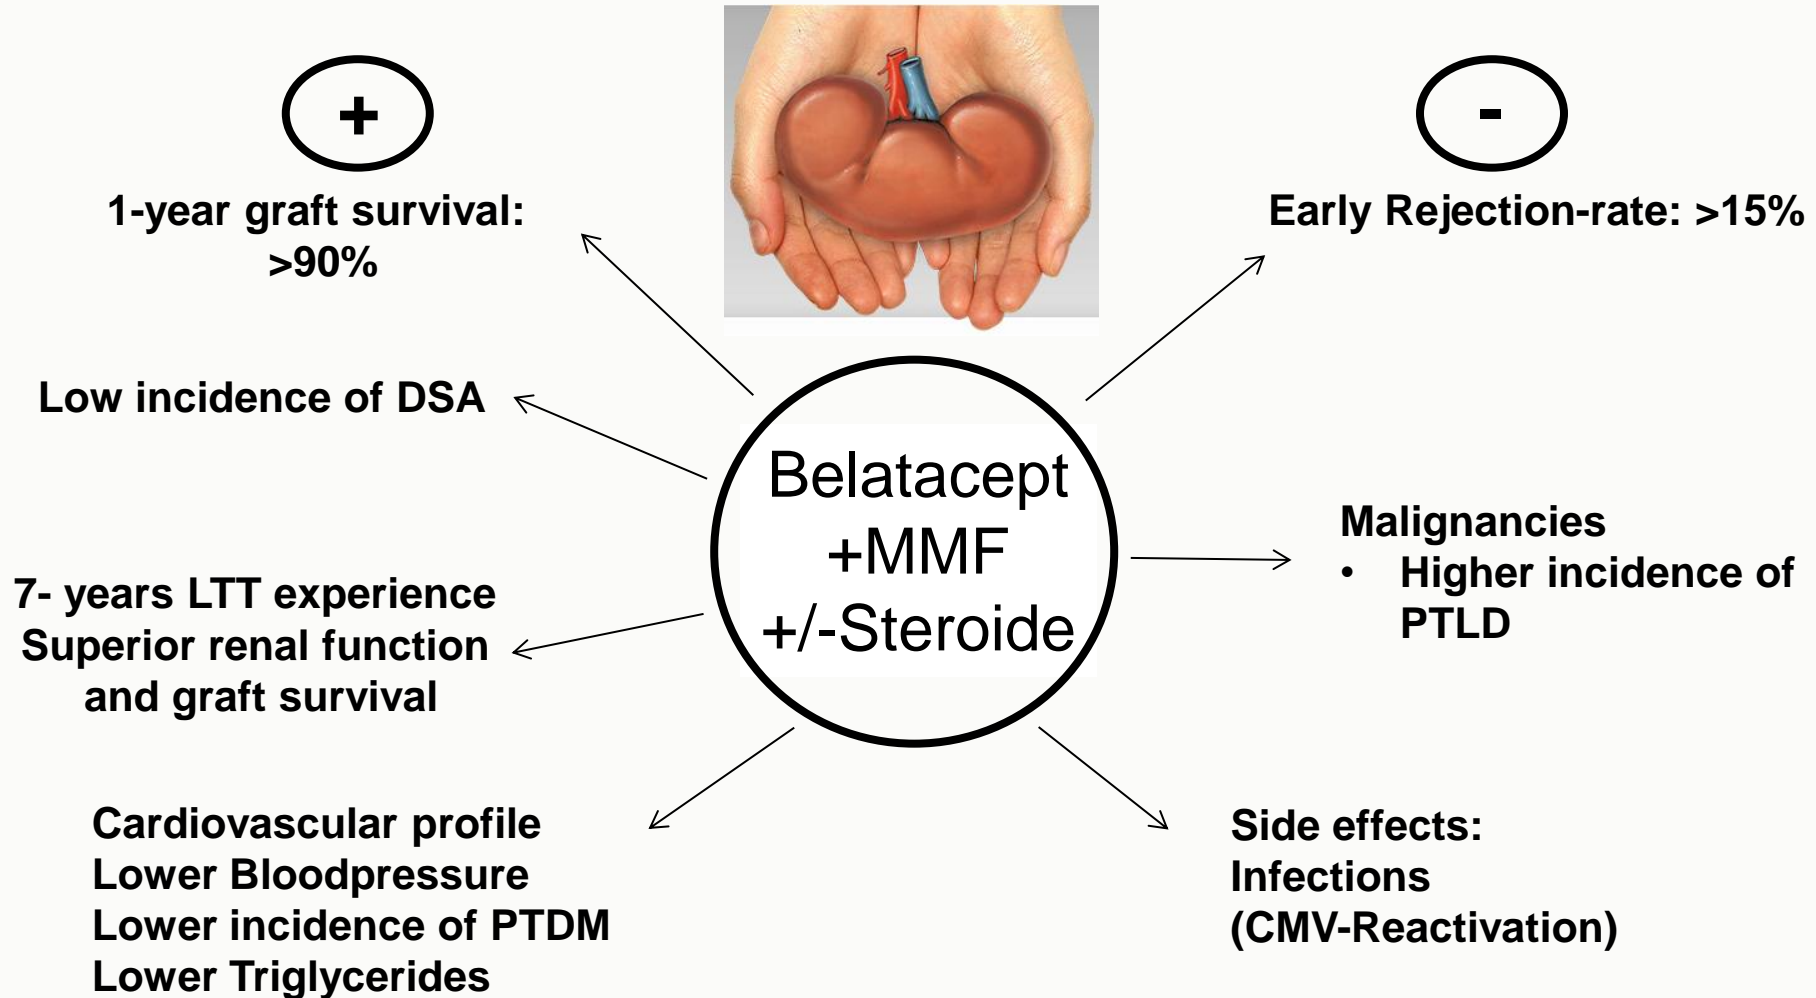 +
1-year graft survival:
>90%
Low incidence of DSA
7- years LTT experience
Superior renal function
and graft survival
Cardiovascular profile
Lower Bloodpressure
Lower incidence of PTDM
Lower Triglycerides
Belatacept
+MMF
+/-Steroide
-
Early Rejection-rate: >15%
Malignancies
• Higher incidence of
PTLD
Side effects:
Infections
(CMV-Reactivation)